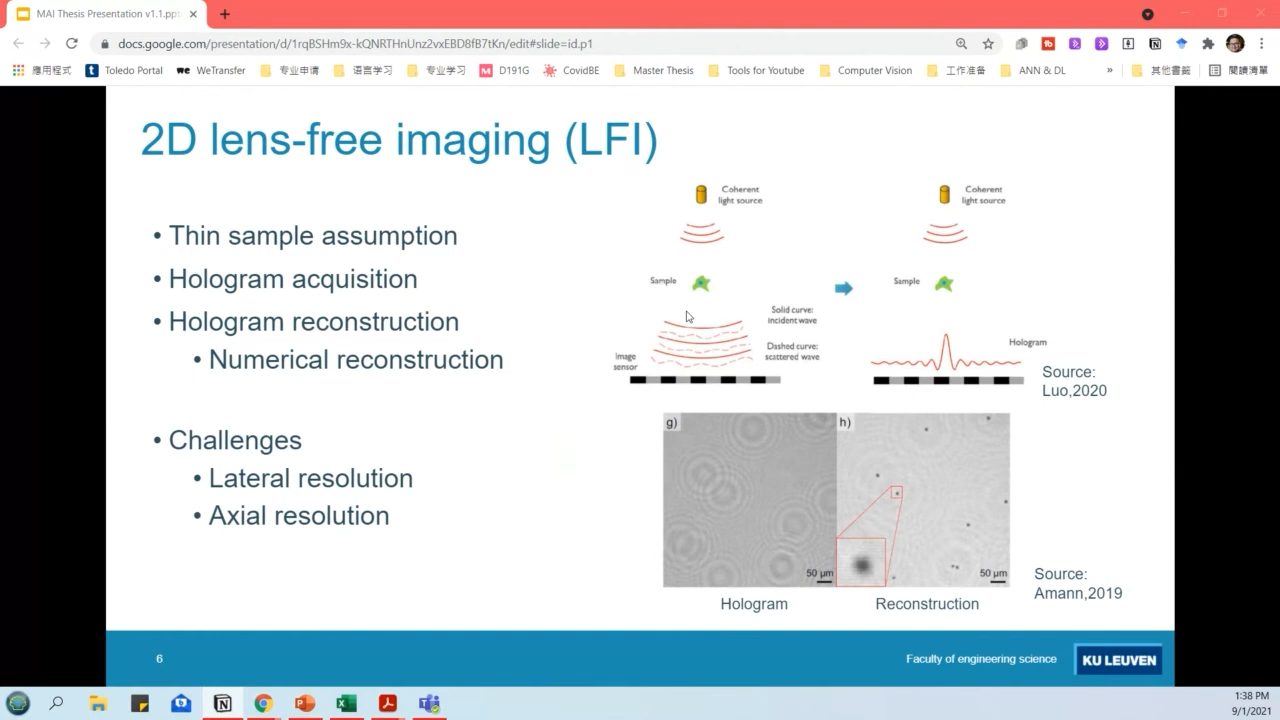 MAI Thesis Presentation v1.1.ppt
docs.google.com/presentation/d/1rqBSHm9x-kQNRTHnUnz2vxEBD8fB7tKn/edit#slide=id.p1
應用程式 Toledo Portal WeTransfer 专业申请 语言学习 专业学习 D191G CovidBE Master Thesis Tools for Youtube Computer Vision 工作准备 ANN & DL » 其他書籤 閱讀清單
2D lens-free imaging (LFI)
• Thin sample assumption
• Hologram acquisition
• Hologram reconstruction
• Numerical reconstruction
• Challenges
• Lateral resolution
• Axial resolution
Coherent
light source
Sample
Solid curve:
incident wave
Dashed curve:
scattered wave
Image
sensor
Coherent
light source
Sample
Hologram
Source:
Luo,2020
g)
50 µm
h)
50 µm
Hologram
Reconstruction
Source:
Amann,2019
6
Faculty of engineering science
KU LEUVEN
1:38 PM
9/1/2021